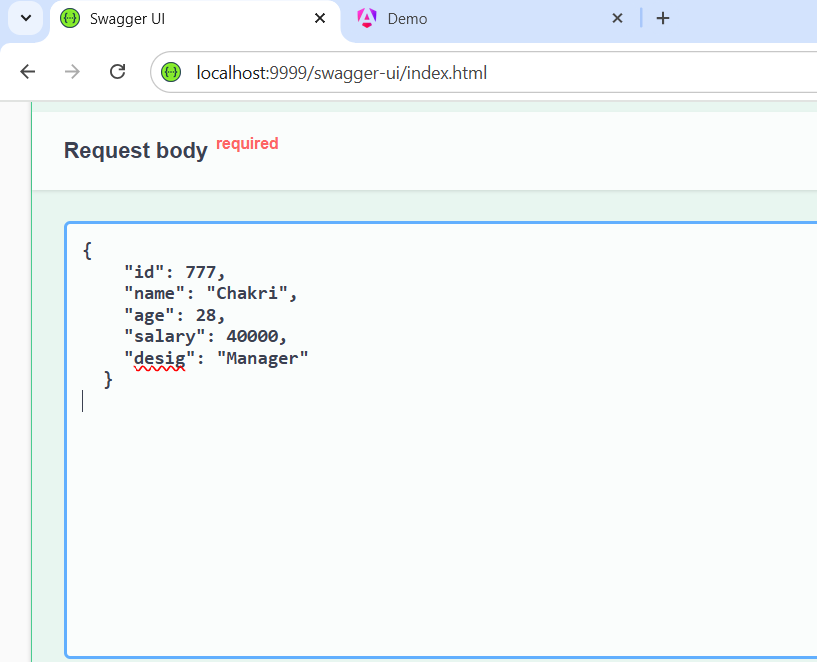 Swagger UI
Demo
localhost:9999/swagger-ui/index.html
Request body required
{
"id": 777,
"name": "Chakri",
"age": 28,
"salary": 40000,
"desig": "Manager"
}